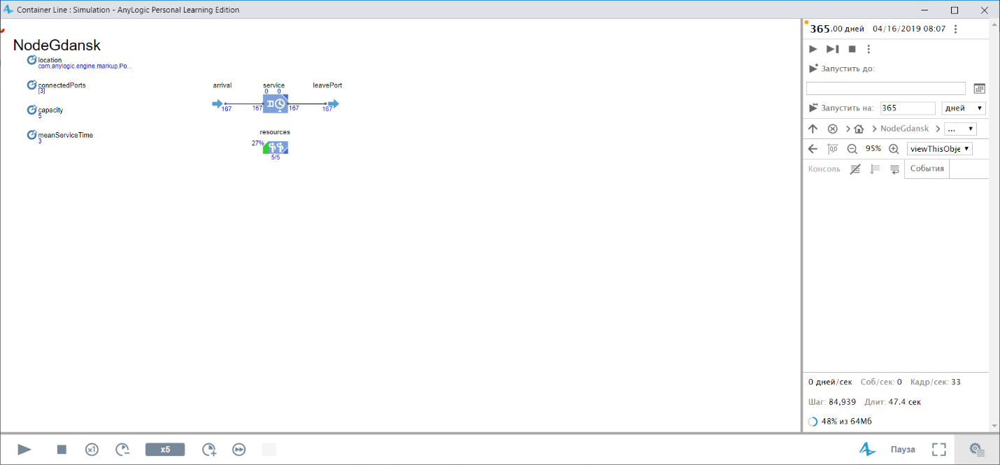 Container Line : Simulation - AnyLogic Personal Learning Edition
NodeGdansk
location
com.anylogic.engine.markup.Po...
connectedPorts
[3]
capacity
5
meanServiceTime
3
arrival
service
leavePort
0 0
167
167
167
167
resources
27%
5/5
365.00 дней 04/16/2019 08:07
Запустить до:
Запустить на: 365 дней
NodeGdansk ...
95% viewThisObje
Консоль События
0 дней/сек Соб/сек: 0 Кадр/сек: 33
Шаг: 84,939 Длит: 47.4 сек
48% из 64Мб
x1 x5 Пауза